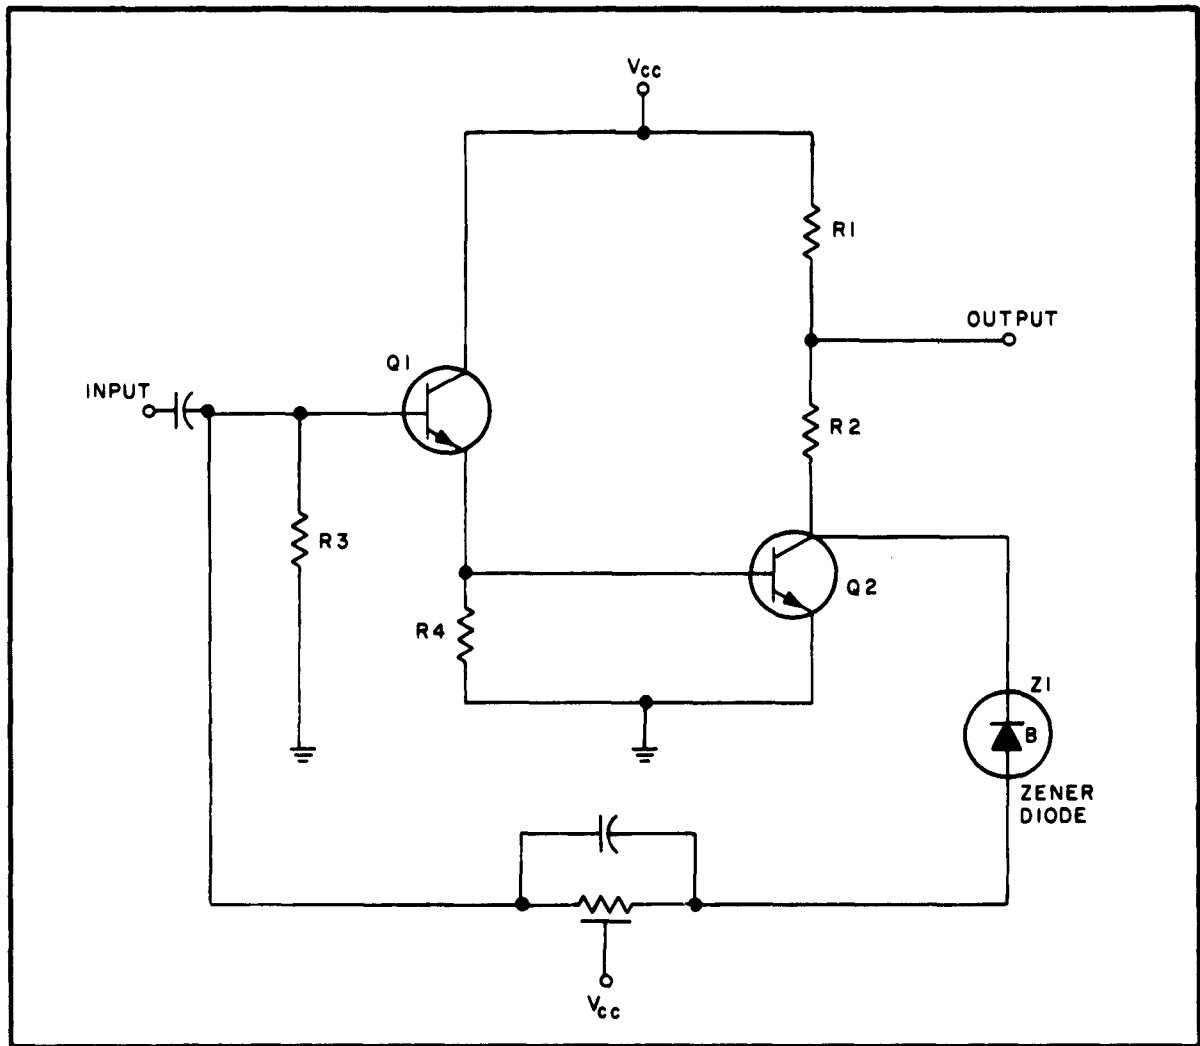 Vcc
R1
OUTPUT
Q1
INPUT
R2
R3
Q2
R4
Z1
B
ZENER
DIODE
Vcc